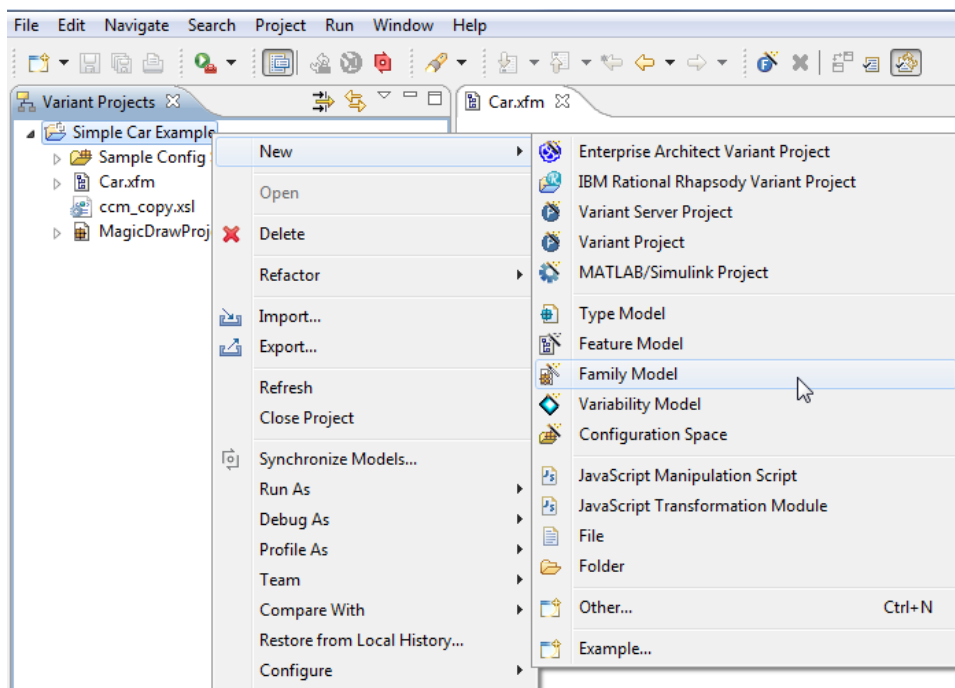 File Edit Navigate Search Project Run Window Help
Variant Projects
Car.xfm
Simple Car Example
Sample Config
Car.xfm
ccm_copy.xsl
MagicDrawProj
New
Open
Delete
Refactor
Import...
Export...
Refresh
Close Project
Synchronize Models...
Run As
Debug As
Profile As
Team
Compare With
Restore from Local History...
Configure
Enterprise Architect Variant Project
IBM Rational Rhapsody Variant Project
Variant Server Project
Variant Project
MATLAB/Simulink Project
Type Model
Feature Model
Family Model
Variability Model
Configuration Space
JavaScript Manipulation Script
JavaScript Transformation Module
File
Folder
Other... Ctrl+N
Example...